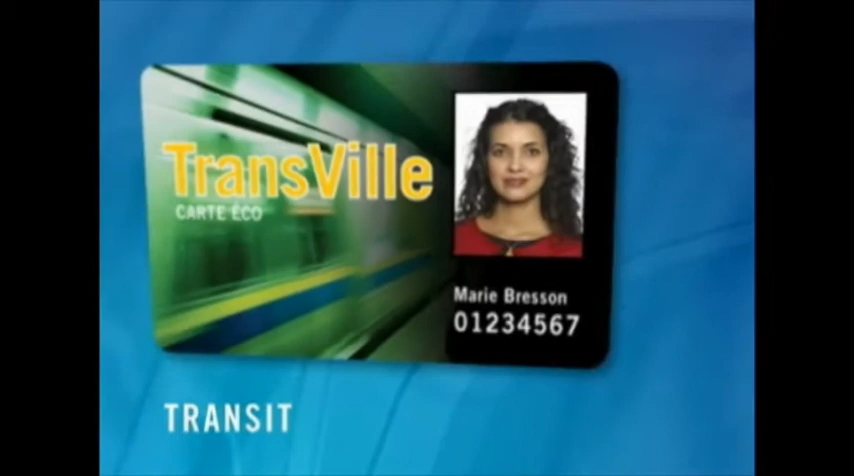 TransVille
CARTE ÉCO
Marie Bresson
01234567
TRANSIT